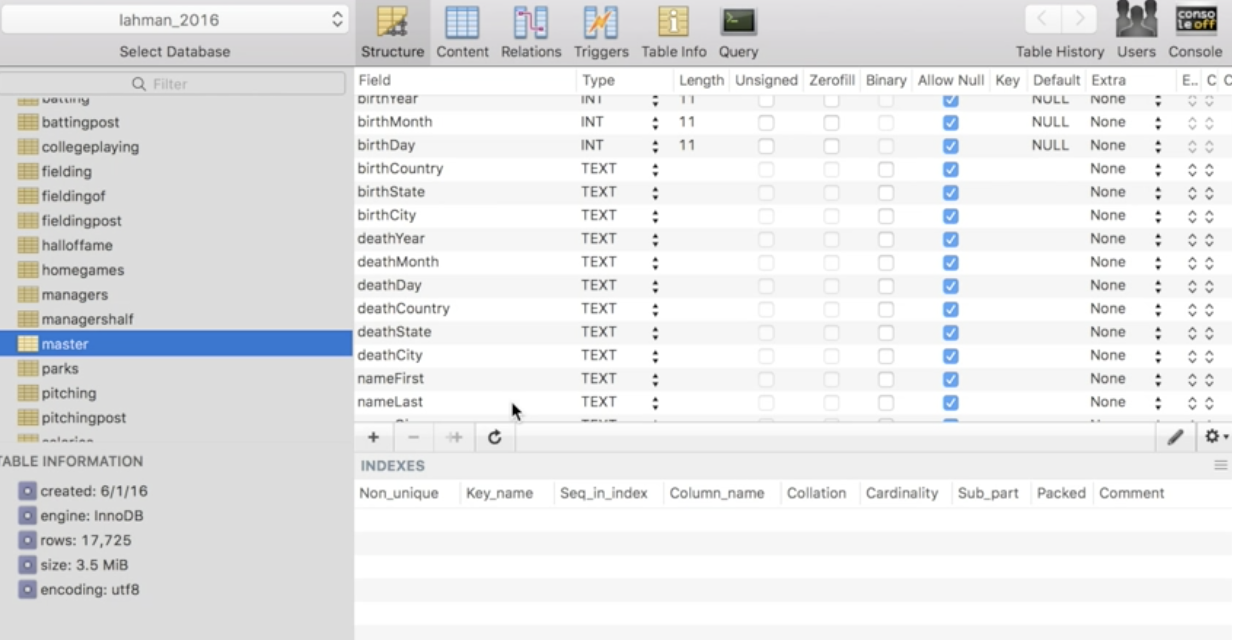 lahman_2016
Select Database
Structure Content Relations Triggers Table Info Query
Table History Users Console
conso
le off
Filter
batting
battingpost
collegeplaying
fielding
fieldingof
fieldingpost
halloffame
homegames
managers
managershalf
master
parks
pitching
pitchingpost
salaries
TABLE INFORMATION
created: 6/1/16
engine: InnoDB
rows: 17,725
size: 3.5 MiB
encoding: utf8
Field Type Length Unsigned Zerofill Binary Allow Null Key Default Extra E.. C C
birthYear INT 11 NULL None
birthMonth INT 11 NULL None
birthDay INT 11 NULL None
birthCountry TEXT None
birthState TEXT None
birthCity TEXT None
deathYear TEXT None
deathMonth TEXT None
deathDay TEXT None
deathCountry TEXT None
deathState TEXT None
deathCity TEXT None
nameFirst TEXT None
nameLast TEXT None
INDEXES
Non_unique Key_name Seq_in_index Column_name Collation Cardinality Sub_part Packed Comment